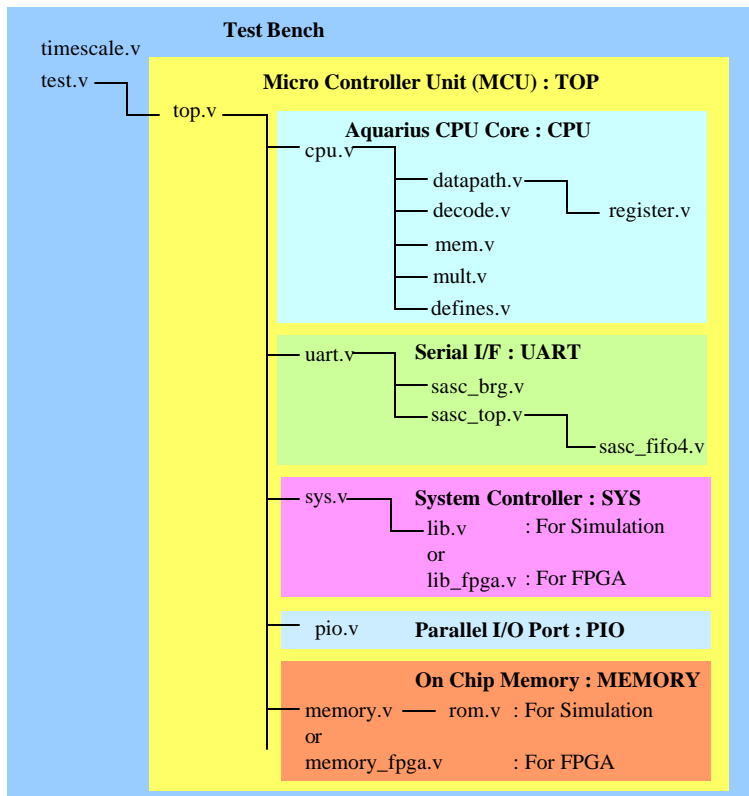 Test Bench
timescale.v
test.v
Micro Controller Unit (MCU) : TOP
top.v
Aquarius CPU Core : CPU
cpu.v
datapath.v
decode.v
register.v
mem.v
mult.v
defines.v
uart.v
Serial I/F : UART
sasc_brg.v
sasc_top.v
sasc_fifo4.v
sys.v
System Controller : SYS
lib.v : For Simulation
or
lib_fpga.v : For FPGA
pio.v
Parallel I/O Port : PIO
On Chip Memory : MEMORY
memory.v rom.v : For Simulation
or
memory_fpga.v : For FPGA